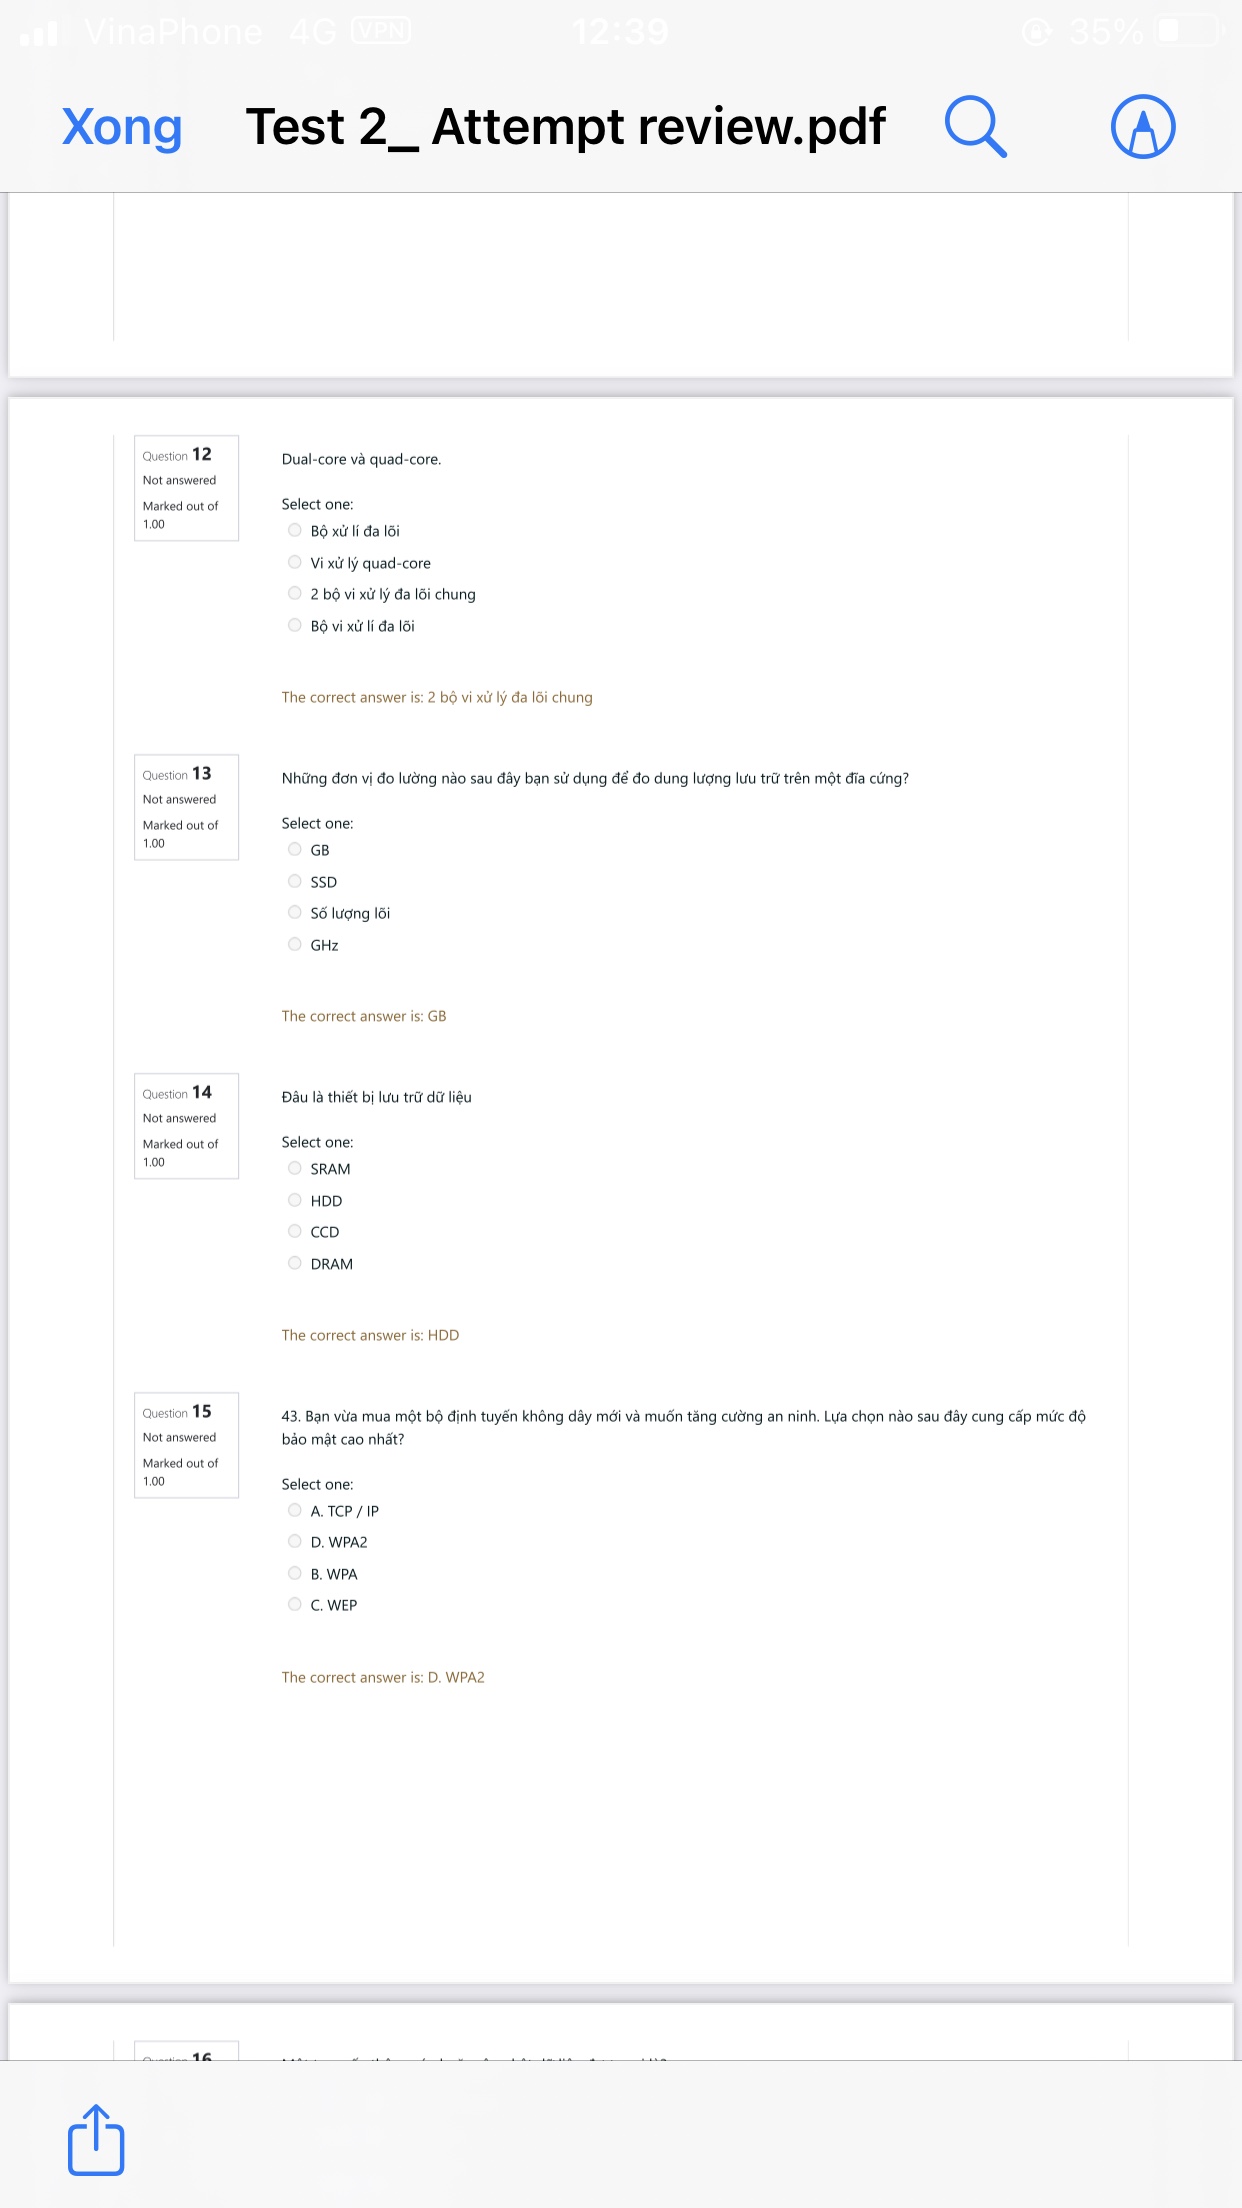 VinaPhone 4G VPN 12:39 35%
Xong Test 2_ Attempt review.pdf
Question 12
Not answered
Marked out of
1.00
Dual-core và quad-core.
Select one:
Bộ xử lí đa lõi
Vi xử lý quad-core
2 bộ vi xử lý đa lõi chung
Bộ vi xử lí đa lõi
The correct answer is: 2 bộ vi xử lý đa lõi chung
Question 13
Not answered
Marked out of
1.00
Những đơn vị đo lường nào sau đây bạn sử dụng để đo dung lượng lưu trữ trên một đĩa cứng?
Select one:
GB
SSD
Số lượng lõi
GHz
The correct answer is: GB
Question 14
Not answered
Marked out of
1.00
Đâu là thiết bị lưu trữ dữ liệu
Select one:
SRAM
HDD
CCD
DRAM
The correct answer is: HDD
Question 15
Not answered
Marked out of
1.00
43. Bạn vừa mua một bộ định tuyến không dây mới và muốn tăng cường an ninh. Lựa chọn nào sau đây cung cấp mức độ
bảo mật cao nhất?
Select one:
A. TCP / IP
D. WPA2
B. WPA
C. WEP
The correct answer is: D. WPA2
Question 16